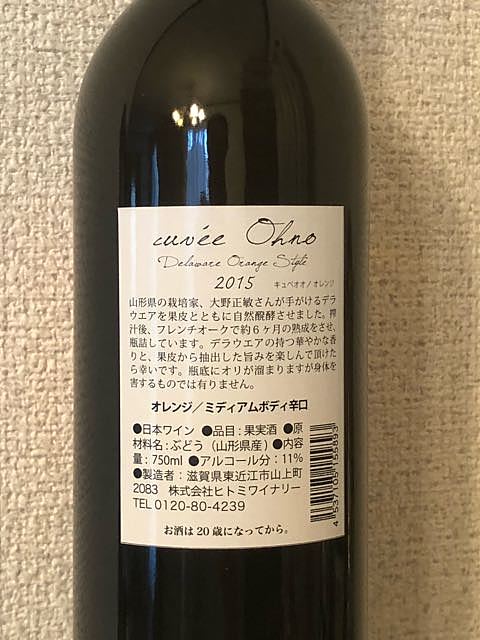 cuvée Ohno
Delaware Orange Style
2015 キュベオオノ オレンジ
山形県の栽培家、大野正敏さんが手がけるデラ
ウエアを果皮とともに自然醗酵させました。搾
汁後、フレンチオークで約6ヶ月の熟成をさせ、
瓶詰しています。デラウエアの持つ華やかな香
りと、果皮から抽出した旨みを楽しんで頂けた
ら幸いです。瓶底にオリが溜まりますが身体を
害するものでは有りません。
オレンジ／ミディアムボディ辛口
●日本ワイン ●品目:果実酒 ●原
材料名:ぶどう（山形県産）●内容
量:750ml ●アルコール分:11%
●製造者:滋賀県東近江市山上町
2083 株式会社ヒトミワイナリー
TEL 0120-80-4239
お酒は20歳になってから。
4 537105 155893